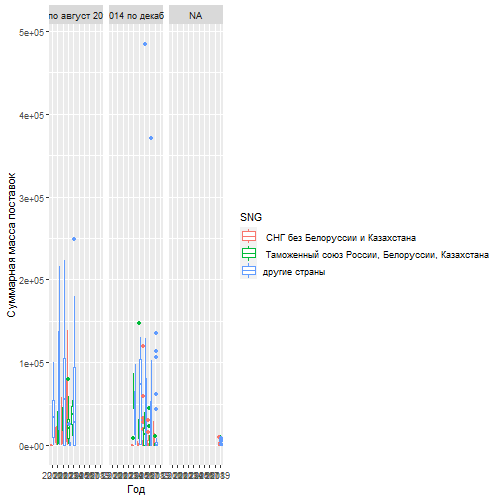 по август 20
014 по декаб
NA
5e+05
4e+05
3e+05
2e+05
1e+05
0e+00
Суммарная масса поставок
Год
SNG
СНГ без Белоруссии и Казахстана
Таможенный союз России, Белоруссии, Казахстана
другие страны